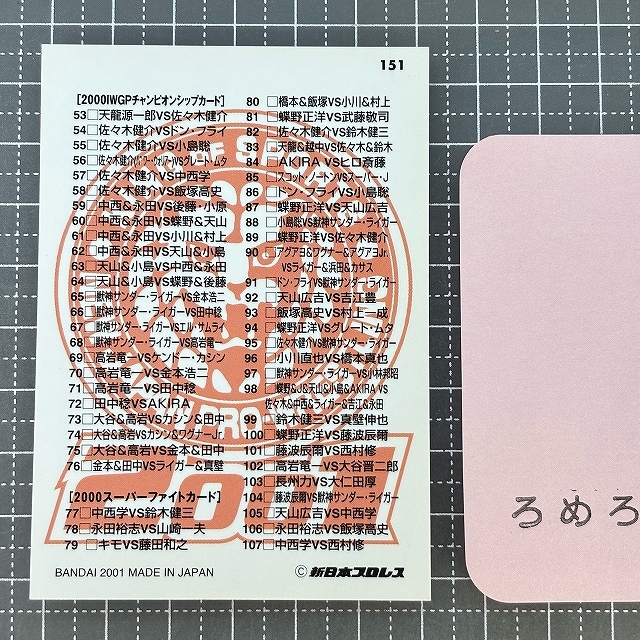 151
[2000IWGPチャンピオンシップカード]
53□天龍源一郎VS佐々木健介
54□佐々木健介VSドン・フライ
55□佐々木健介VS小島聡
56□佐々木健介(パワー・ウォリアー)VSグレート・ムタ
57□佐々木健介VS中西学
58□佐々木健介VS飯塚高史
59□中西&永田VS後藤・小原
60□中西&永田VS蝶野&天山
61□中西&永田VS小川&村上
62□中西&永田VS天山&小島
63□天山&小島VS中西&永田
64□天山&小島VS蝶野&後藤
65□獣神サンダー・ライガーVS金本浩二
66□獣神サンダー・ライガーVS田中稔
67□獣神サンダー・ライガーVSエル・サムライ
68□獣神サンダー・ライガーVS高岩竜一
69□高岩竜一VSケンドー・カシン
70□高岩竜一VS金本浩二
71□高岩竜一VS田中稔
72□田中稔VSAKIRA
73□大谷&高岩VSカシン&田中
74□大谷&高岩VSカシン&ワグナーJr.
75□大谷&高岩VS金本&田中
76□金本&田中VSライガー&真壁
[2000スーパーファイトカード]
77□中西学VS鈴木健三
78□永田裕志VS山崎一夫
79□キモVS藤田和之
80□橋本&飯塚VS小川&村上
81□蝶野正洋VS武藤敬司
82□佐々木健介VS鈴木健三
83□天龍&越中VS佐々木&鈴木
84□AKIRAVSヒロ斎藤
85□スコット・ノートンVSスーパー・J
86□ドン・フライVS小島聡
87□蝶野正洋VS天山広吉
88□小島聡VS獣神サンダー・ライガー
89□蝶野正洋VS佐々木健介
90□アグアヨ&ワグナー&アグアヨJr.
VSライガー&浜田&カサス
91□ドン・フライVS獣神サンダー・ライガー
92□天山広吉VS吉江豊
93□飯塚高史VS村上一成
94□蝶野正洋VSグレート・ムタ
95□佐々木健介VS獣神サンダー・ライガー
96□小川直也VS橋本真也
97□獣神サンダー・ライガーVS小林邦昭
98□蝶野&J&天山&小島&AKIRA VS
佐々木&中西&ライガー&吉江&永田
99□鈴木健三VS真壁伸也
100□蝶野正洋VS藤波辰爾
101□藤波辰爾VS西村修
102□高岩竜一VS大谷晋二郎
103□長州力VS大仁田厚
104□藤波辰爾VS獣神サンダー・ライガー
105□天山広吉VS中西学
106□永田裕志VS飯塚高史
107□中西学VS西村修
BANDAI 2001 MADE IN JAPAN
©新日本プロレス
ろめろ